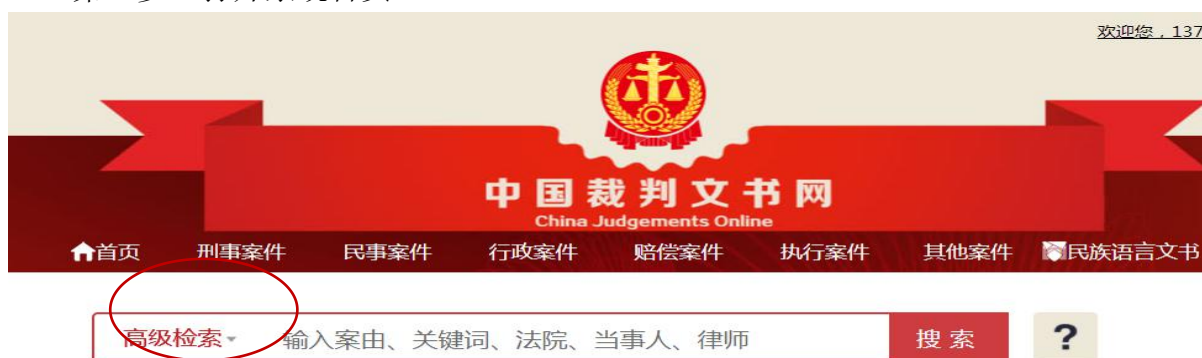 欢迎您，137
中国裁判文书网
China Judgements Online
首页 刑事案件 民事案件 行政案件 赔偿案件 执行案件 其他案件 民族语言文书
高级检索 输入案由、关键词、法院、当事人、律师 搜索 ?